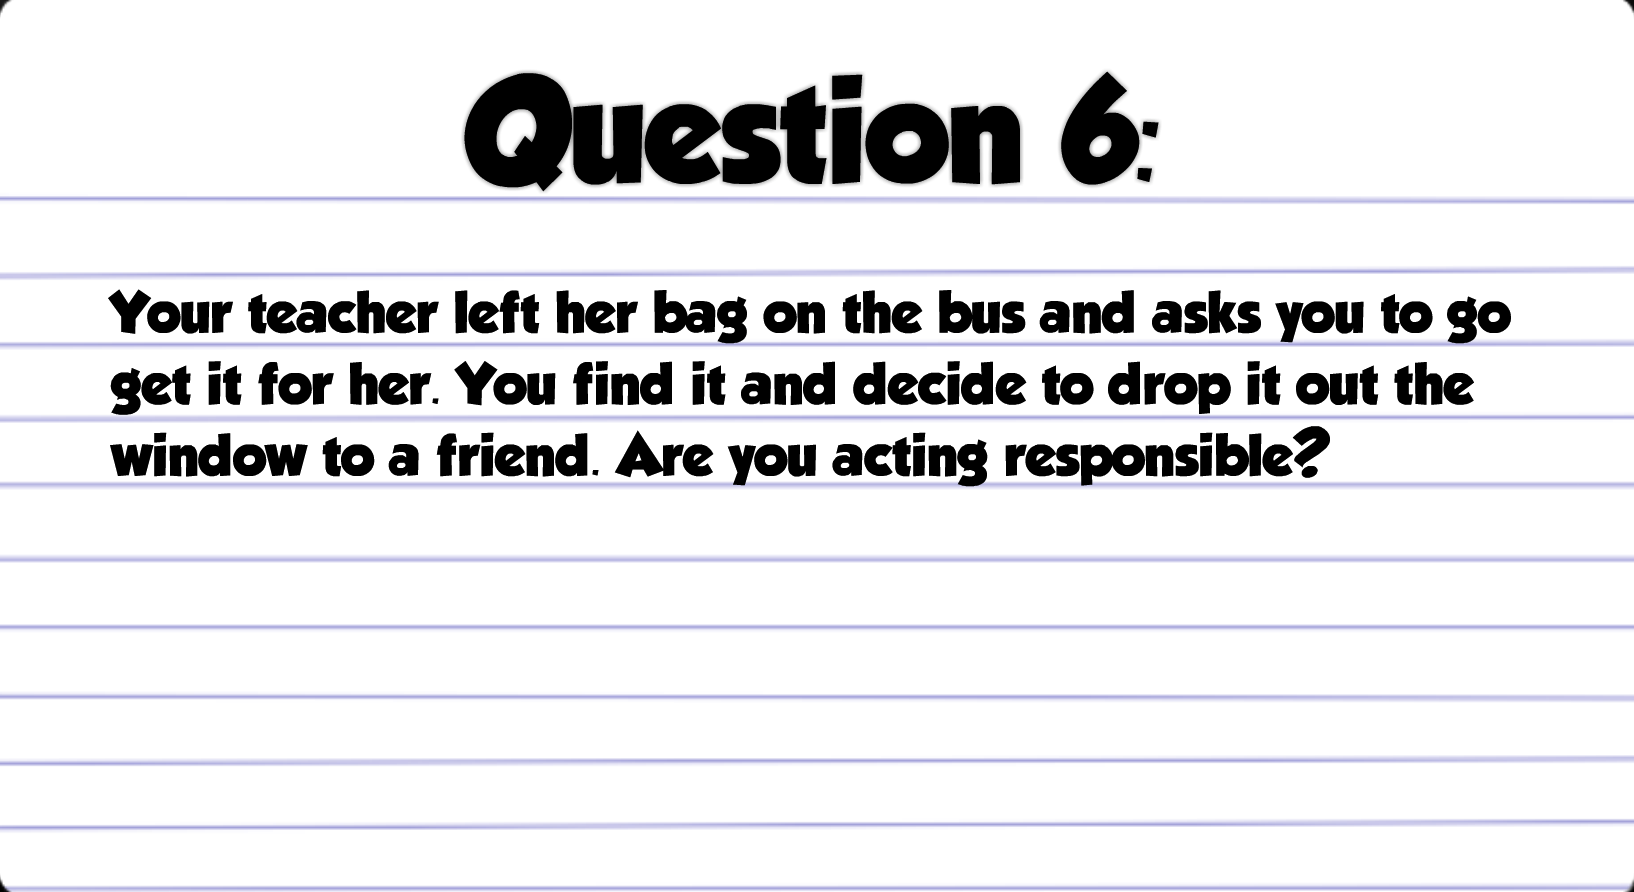 Question 6:
Your teacher left her bag on the bus and asks you to go
get it for her. You find it and decide to drop it out the
window to a friend. Are you acting responsible?